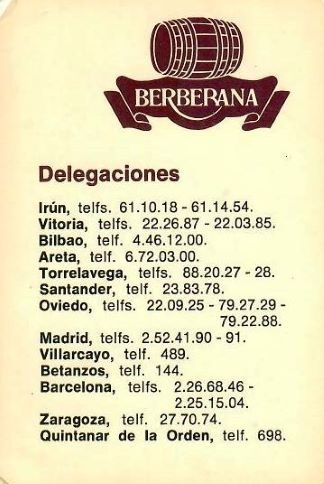 BERBERANA
Delegaciones
Irún, telfs. 61.10.18 - 61.14.54.
Vitoria, telfs. 22.26.87 - 22.03.85.
Bilbao, telf. 4.46.12.00.
Areta, telf. 6.72.03.00.
Torrelavega, telfs. 88.20.27 - 28.
Santander, telf. 23.83.78.
Oviedo, telfs. 22.09.25 - 79.27.29 -
79.22.88.
Madrid, telfs. 2.52.41.90 - 91.
Villarcayo, telf. 489.
Betanzos, telf. 144.
Barcelona, telfs. 2.26.68.46 -
2.25.15.04.
Zaragoza, telf. 27.70.74.
Quintanar de la Orden, telf. 698.